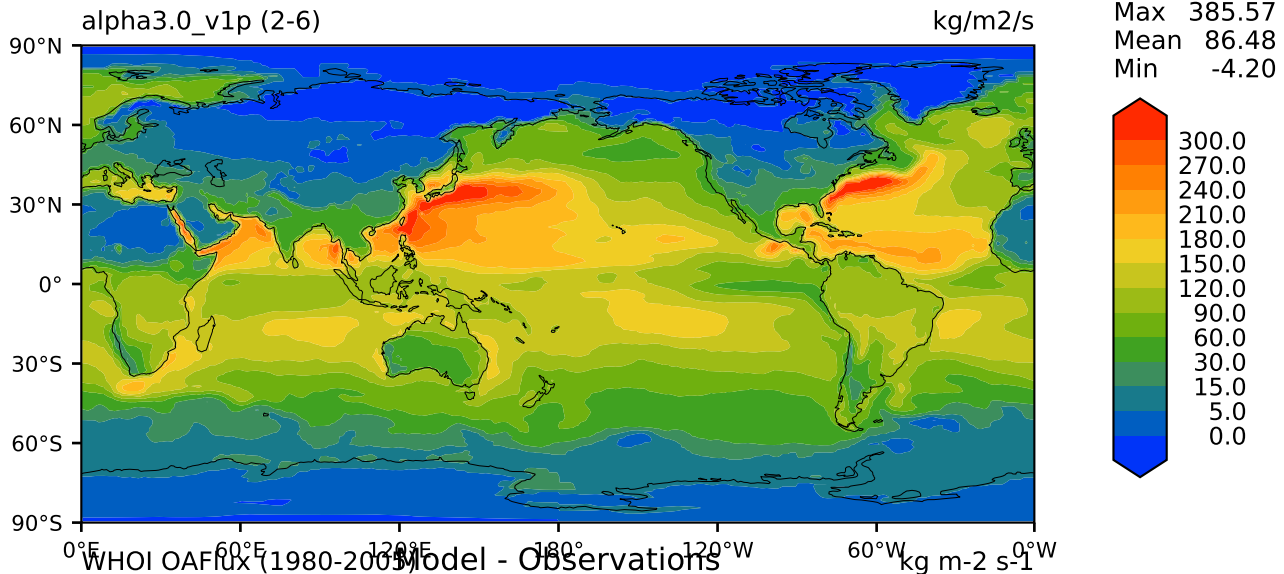 alpha3.0_v1p (2-6)
kg/m2/s
Max 385.57
Mean 86.48
Min -4.20
90°N
60°N
30°N
0°
30°S
60°S
90°S
0°E 60°E 120°E 180° 120°W 60°W 0°W
300.0
270.0
240.0
210.0
180.0
150.0
120.0
90.0
60.0
30.0
15.0
5.0
0.0
WHOI OAFlux (1980-2005) Model - Observations kg m-2 s-1